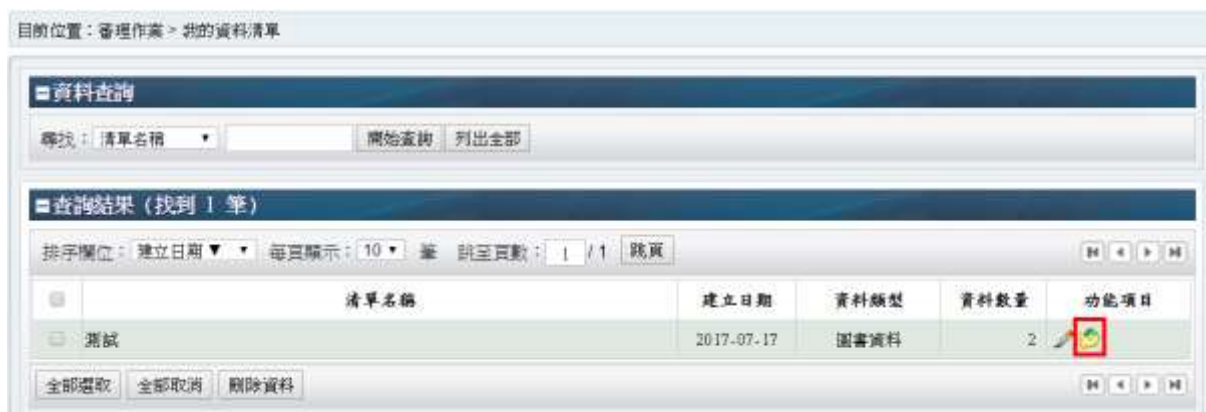 目前位置：審理作業 > 我的資料清單
資料查詢
尋找：清單名稱 開始查詢 列出全部
查詢結果（找到 1 筆）
排序欄位：建立日期▼ 每頁顯示：10 筆 跳至頁數：1 / 1 跳頁
清單名稱 建立日期 資料類型 資料數量 功能項目
測試 2017-07-17 圖書資料 2
全部選取 全部取消 刪除資料